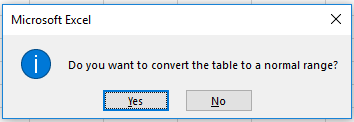 Microsoft Excel
Do you want to convert the table to a normal range?
Yes
No